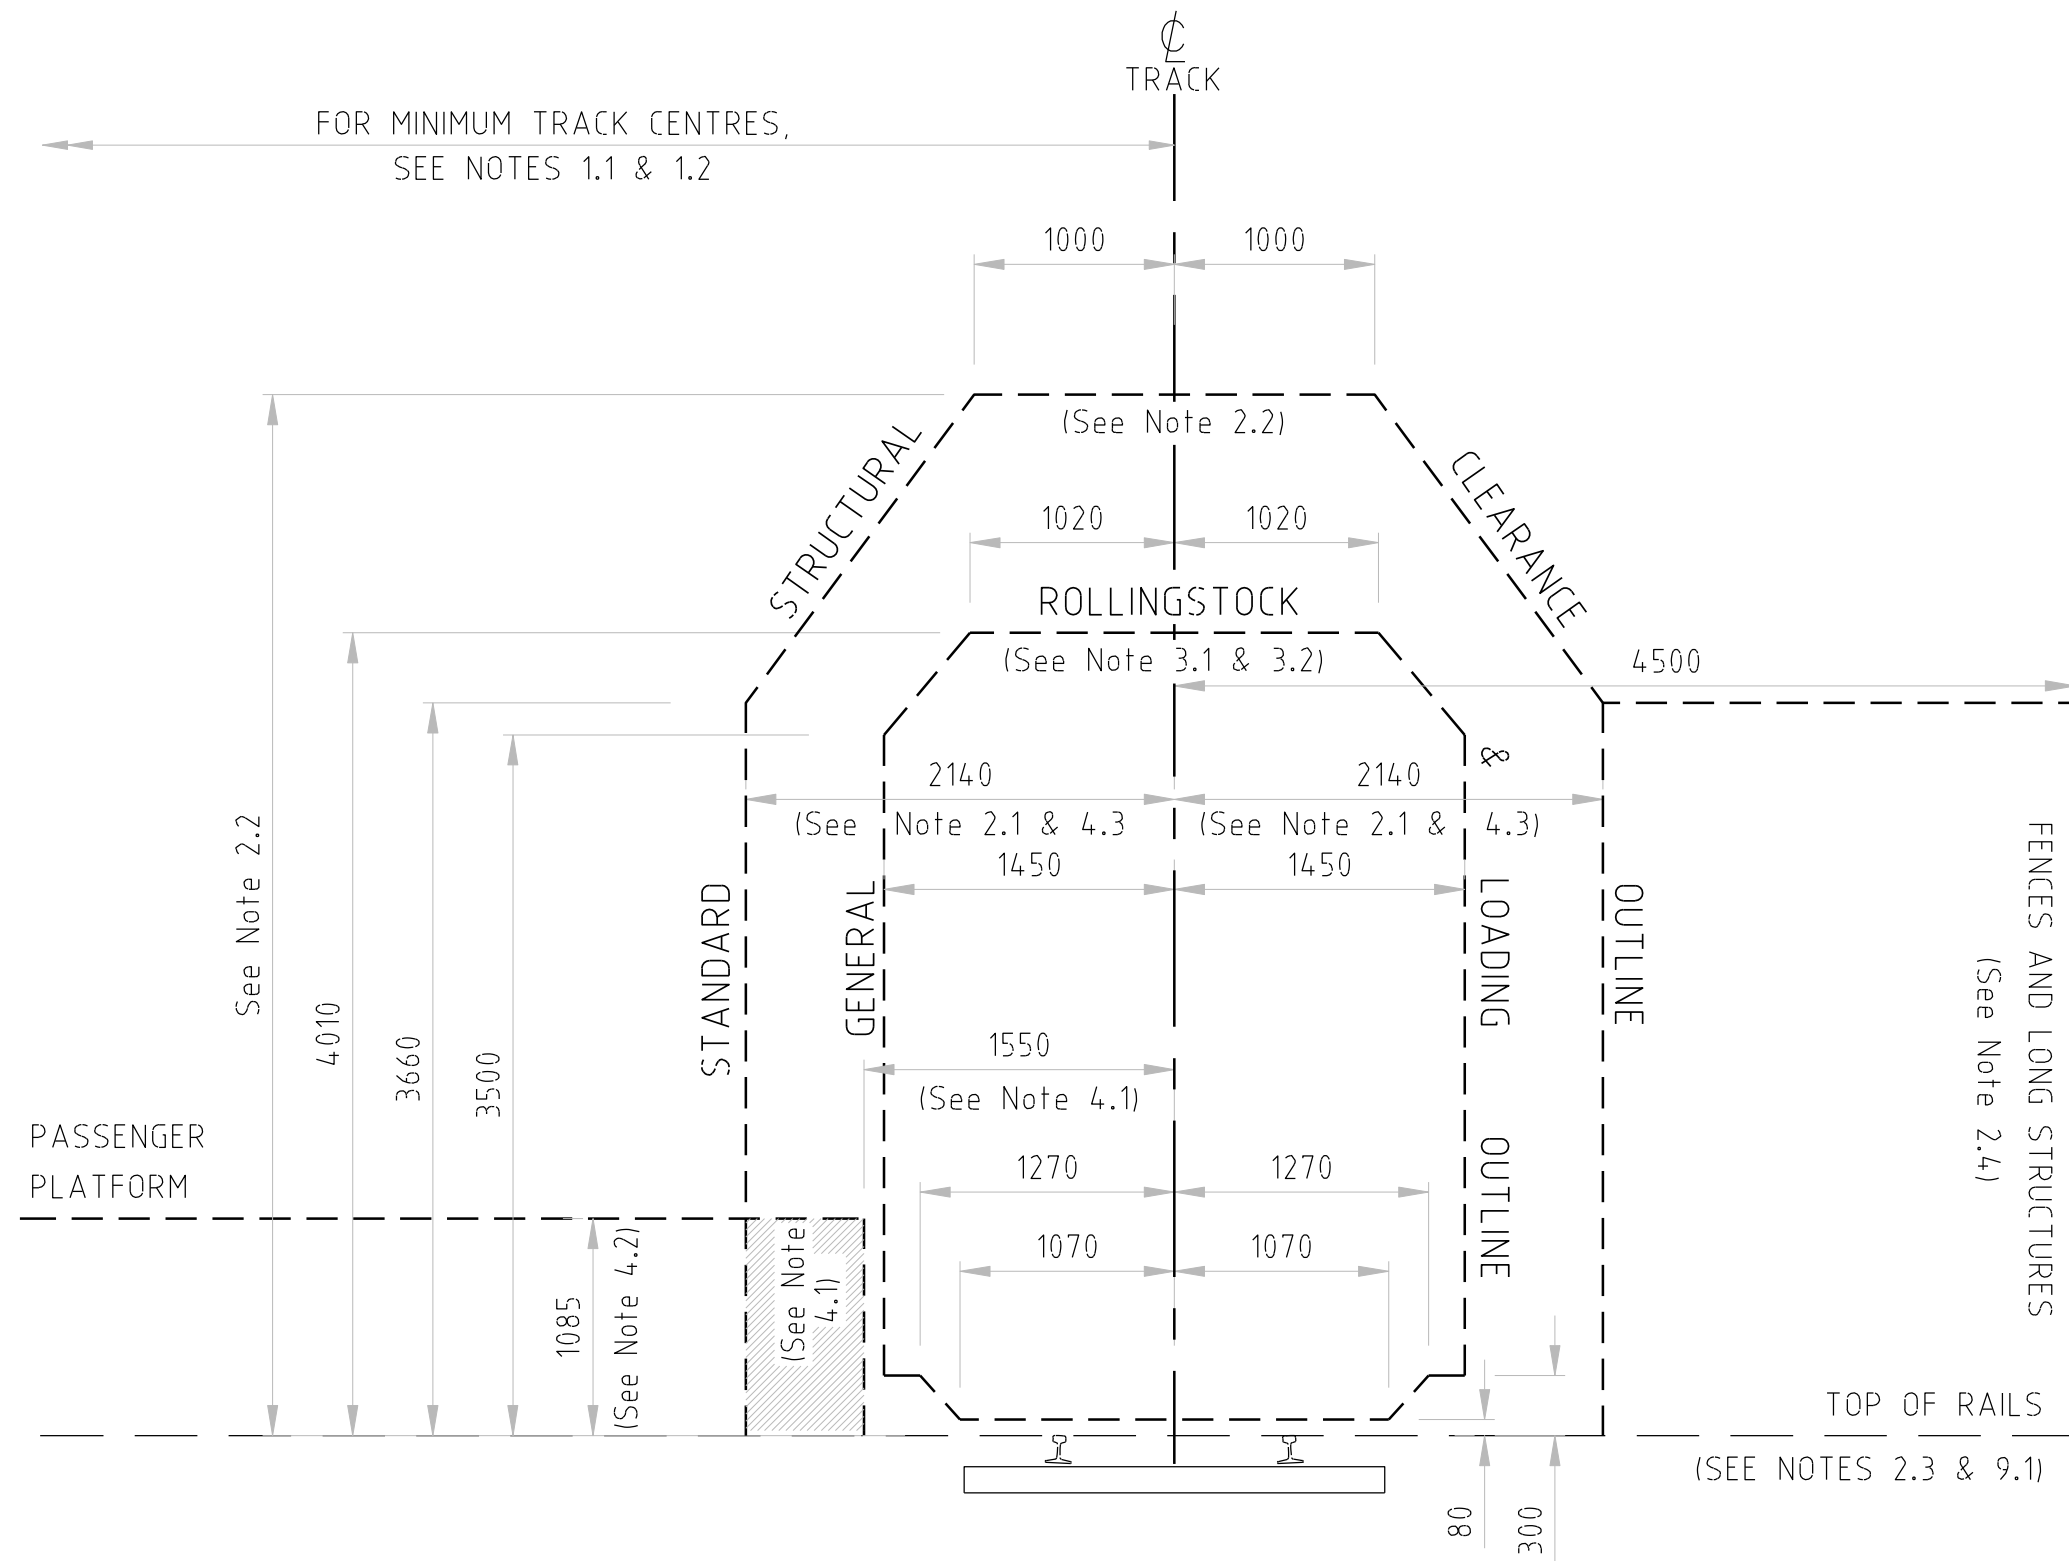 ℄
TRACK
FOR MINIMUM TRACK CENTRES,
SEE NOTES 1.1 & 1.2
1000
1000
(See Note 2.2)
STRUCTURAL
CLEARANCE
1020
1020
ROLLINGSTOCK
(See Note 3.1 & 3.2)
4500
&
2140
2140
(See Note 2.1 & 4.3
(See Note 2.1 & 4.3)
1450
1450
See Note 2.2
4010
3660
3500
STANDARD
GENERAL
LOADING
OUTLINE
OUTLINE
FENCES AND LONG STRUCTURES
(See Note 2.4)
1550
(See Note 4.1)
PASSENGER
PLATFORM
1270
1270
1070
1070
1085
(See Note 4.2)
(See Note
4.1)
TOP OF RAILS
(SEE NOTES 2.3 & 9.1)
80
300